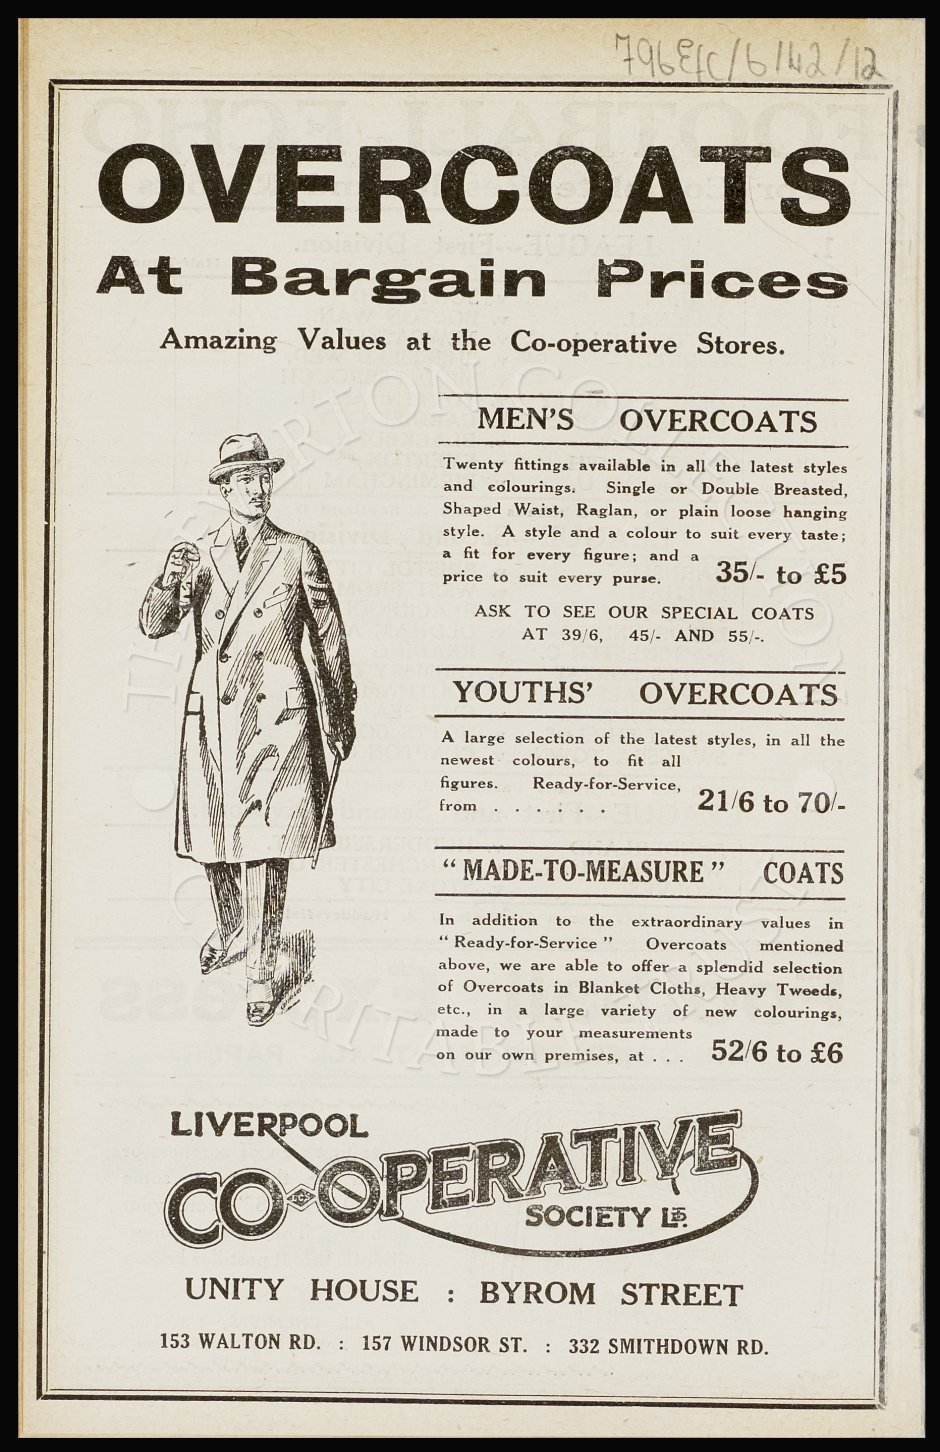 796EFC/6/42/12
OVERCOATS
At Bargain Prices
Amazing Values at the Co-operative Stores.
MEN'S OVERCOATS
Twenty fittings available in all the latest styles
and colourings. Single or Double Breasted,
Shaped Waist, Raglan, or plain loose hanging
style. A style and a colour to suit every taste;
a fit for every figure; and a
price to suit every purse. 35/- to £5
ASK TO SEE OUR SPECIAL COATS
AT 39/6, 45/- AND 55/-.
YOUTHS' OVERCOATS
A large selection of the latest styles, in all the
newest colours, to fit all
figures. Ready-for-Service,
from . . . . . . 21/6 to 70/-
"MADE-TO-MEASURE" COATS
In addition to the extraordinary values in
"Ready-for-Service" Overcoats mentioned
above, we are able to offer a splendid selection
of Overcoats in Blanket Cloths, Heavy Tweeds,
etc., in a large variety of new colourings,
made to your measurements
on our own premises, at . . . 52/6 to £6
LIVERPOOL
CO-OPERATIVE
SOCIETY LTD.
UNITY HOUSE : BYROM STREET
153 WALTON RD. : 157 WINDSOR ST. : 332 SMITHDOWN RD.
THE EVERTON COLLECTION
CHARITABLE TRUST